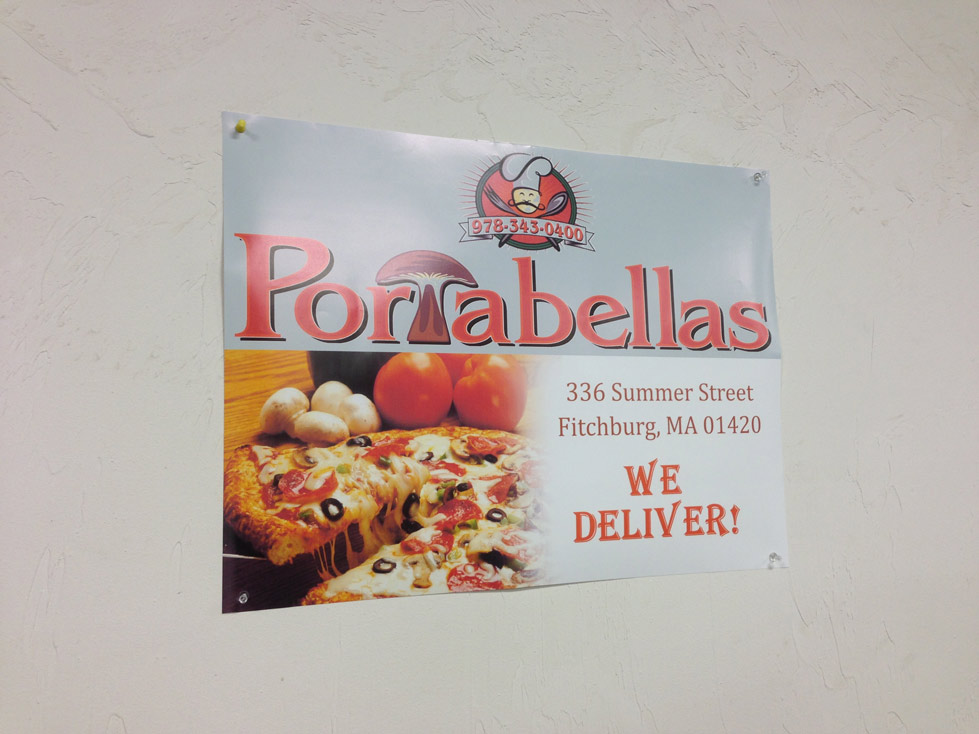 978-343-0400
Portabellas
336 Summer Street
Fitchburg, MA 01420
WE
DELIVER!